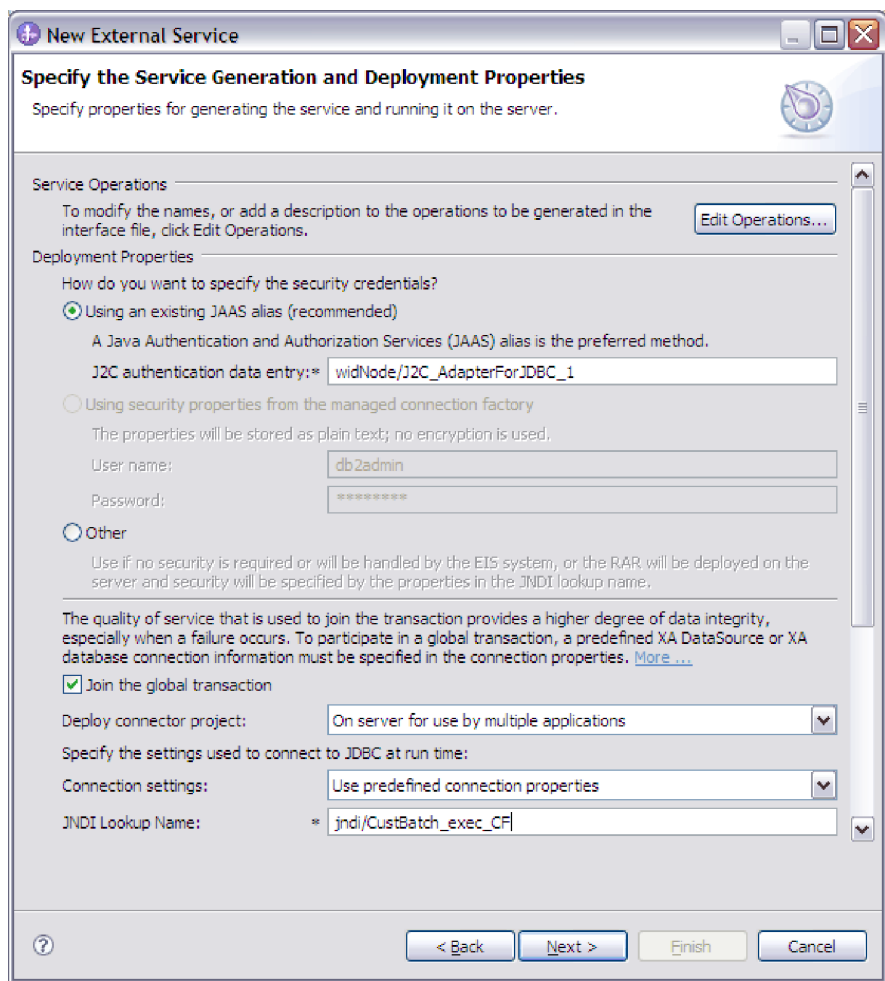 New External Service
Specify the Service Generation and Deployment Properties
Specify properties for generating the service and running it on the server.
Service Operations
To modify the names, or add a description to the operations to be generated in the
interface file, click Edit Operations.
Edit Operations...
Deployment Properties
How do you want to specify the security credentials?
Using an existing JAAS alias (recommended)
A Java Authentication and Authorization Services (JAAS) alias is the preferred method.
J2C authentication data entry:* widNode/J2C_AdapterForJDBC_1
Using security properties from the managed connection factory
The properties will be stored as plain text; no encryption is used.
User name: db2admin
Password: ********
Other
Use if no security is required or will be handled by the EIS system, or the RAR will be deployed on the
server and security will be specified by the properties in the JNDI lookup name.
The quality of service that is used to join the transaction provides a higher degree of data integrity,
especially when a failure occurs. To participate in a global transaction, a predefined XA DataSource or XA
database connection information must be specified in the connection properties. More ...
Join the global transaction
Deploy connector project: On server for use by multiple applications
Specify the settings used to connect to JDBC at run time:
Connection settings: Use predefined connection properties
JNDI Lookup Name: * jndi/CustBatch_exec_CF
? < Back Next > Finish Cancel